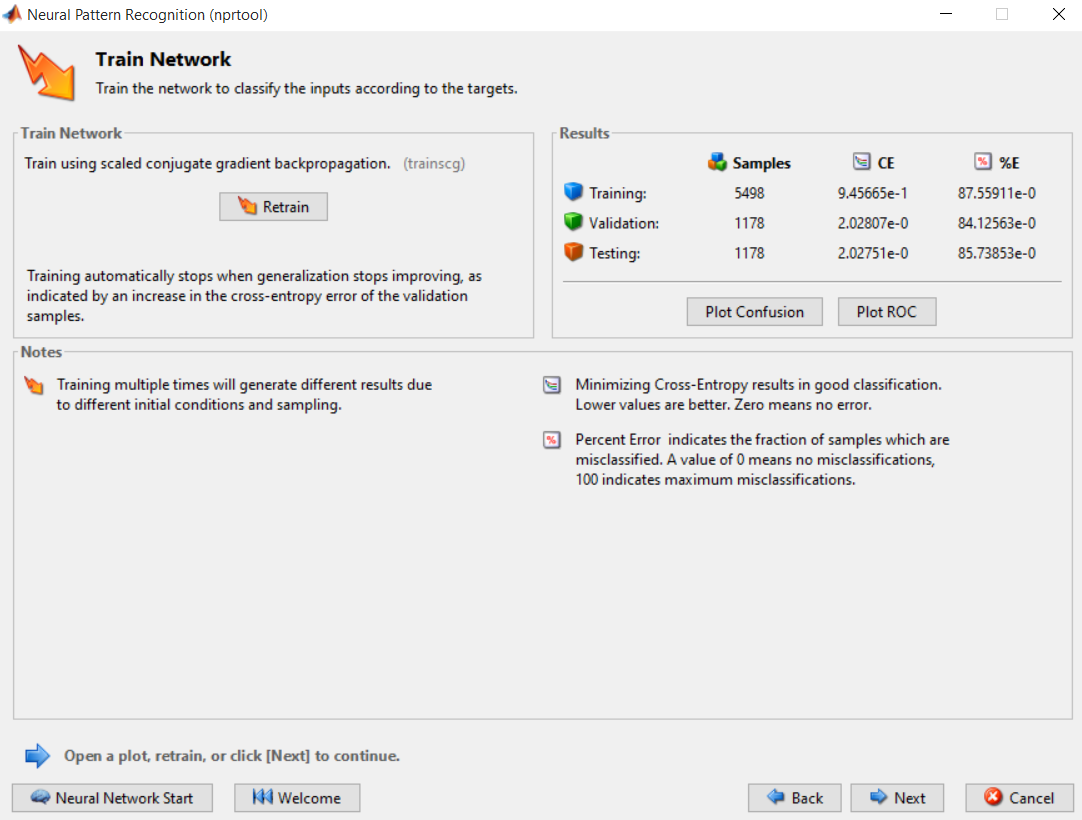 Neural Pattern Recognition (nprtool)
Train Network
Train the network to classify the inputs according to the targets.
Train Network
Train using scaled conjugate gradient backpropagation. (trainscg)
Retrain
Training automatically stops when generalization stops improving, as
indicated by an increase in the cross-entropy error of the validation
samples.
Results
Samples CE %E
Training: 5498 9.45665e-1 87.55911e-0
Validation: 1178 2.02807e-0 84.12563e-0
Testing: 1178 2.02751e-0 85.73853e-0
Plot Confusion Plot ROC
Notes
Training multiple times will generate different results due
to different initial conditions and sampling.
Minimizing Cross-Entropy results in good classification.
Lower values are better. Zero means no error.
% Percent Error indicates the fraction of samples which are
misclassified. A value of 0 means no misclassifications,
100 indicates maximum misclassifications.
Open a plot, retrain, or click [Next] to continue.
Neural Network Start Welcome Back Next Cancel